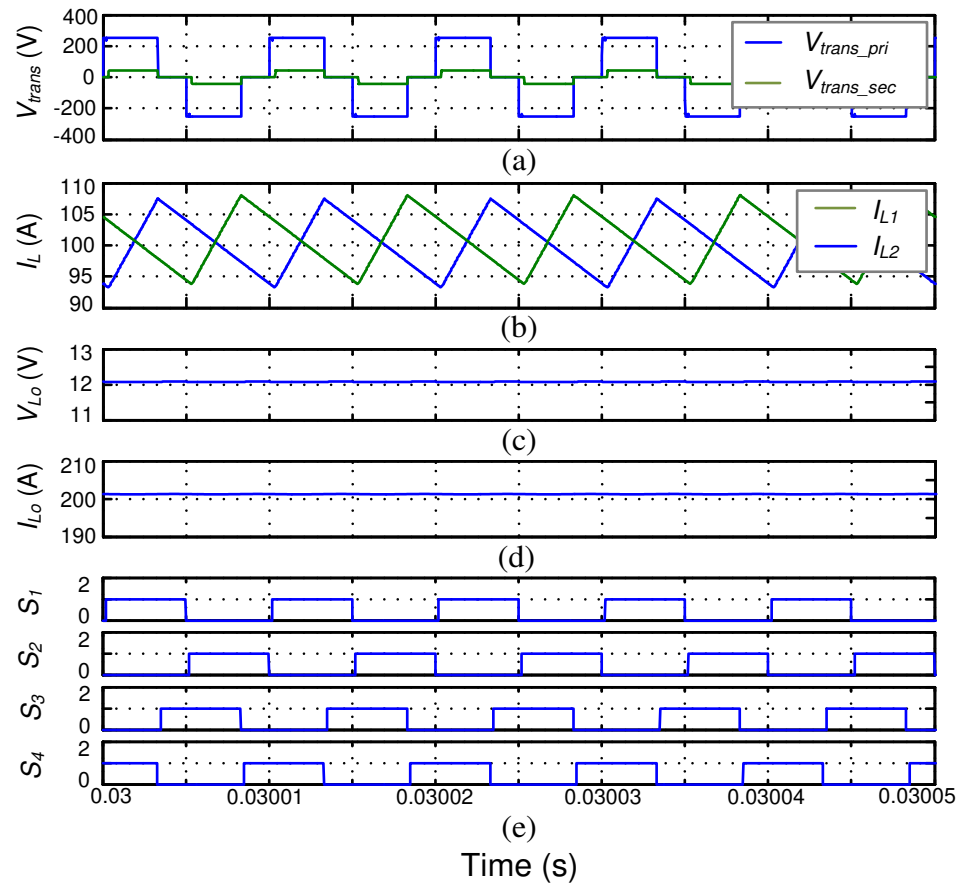 V_trans (V)
400
200
0
-200
-400
V_trans_pri
V_trans_sec
(a)
I_L (A)
110
105
100
95
90
I_L1
I_L2
(b)
V_Lo (V)
13
12
11
(c)
I_Lo (A)
210
200
190
(d)
S_1
2
0
S_2
2
0
S_3
2
0
S_4
2
0
0.03 0.03001 0.03002 0.03003 0.03004 0.03005
(e)
Time (s)